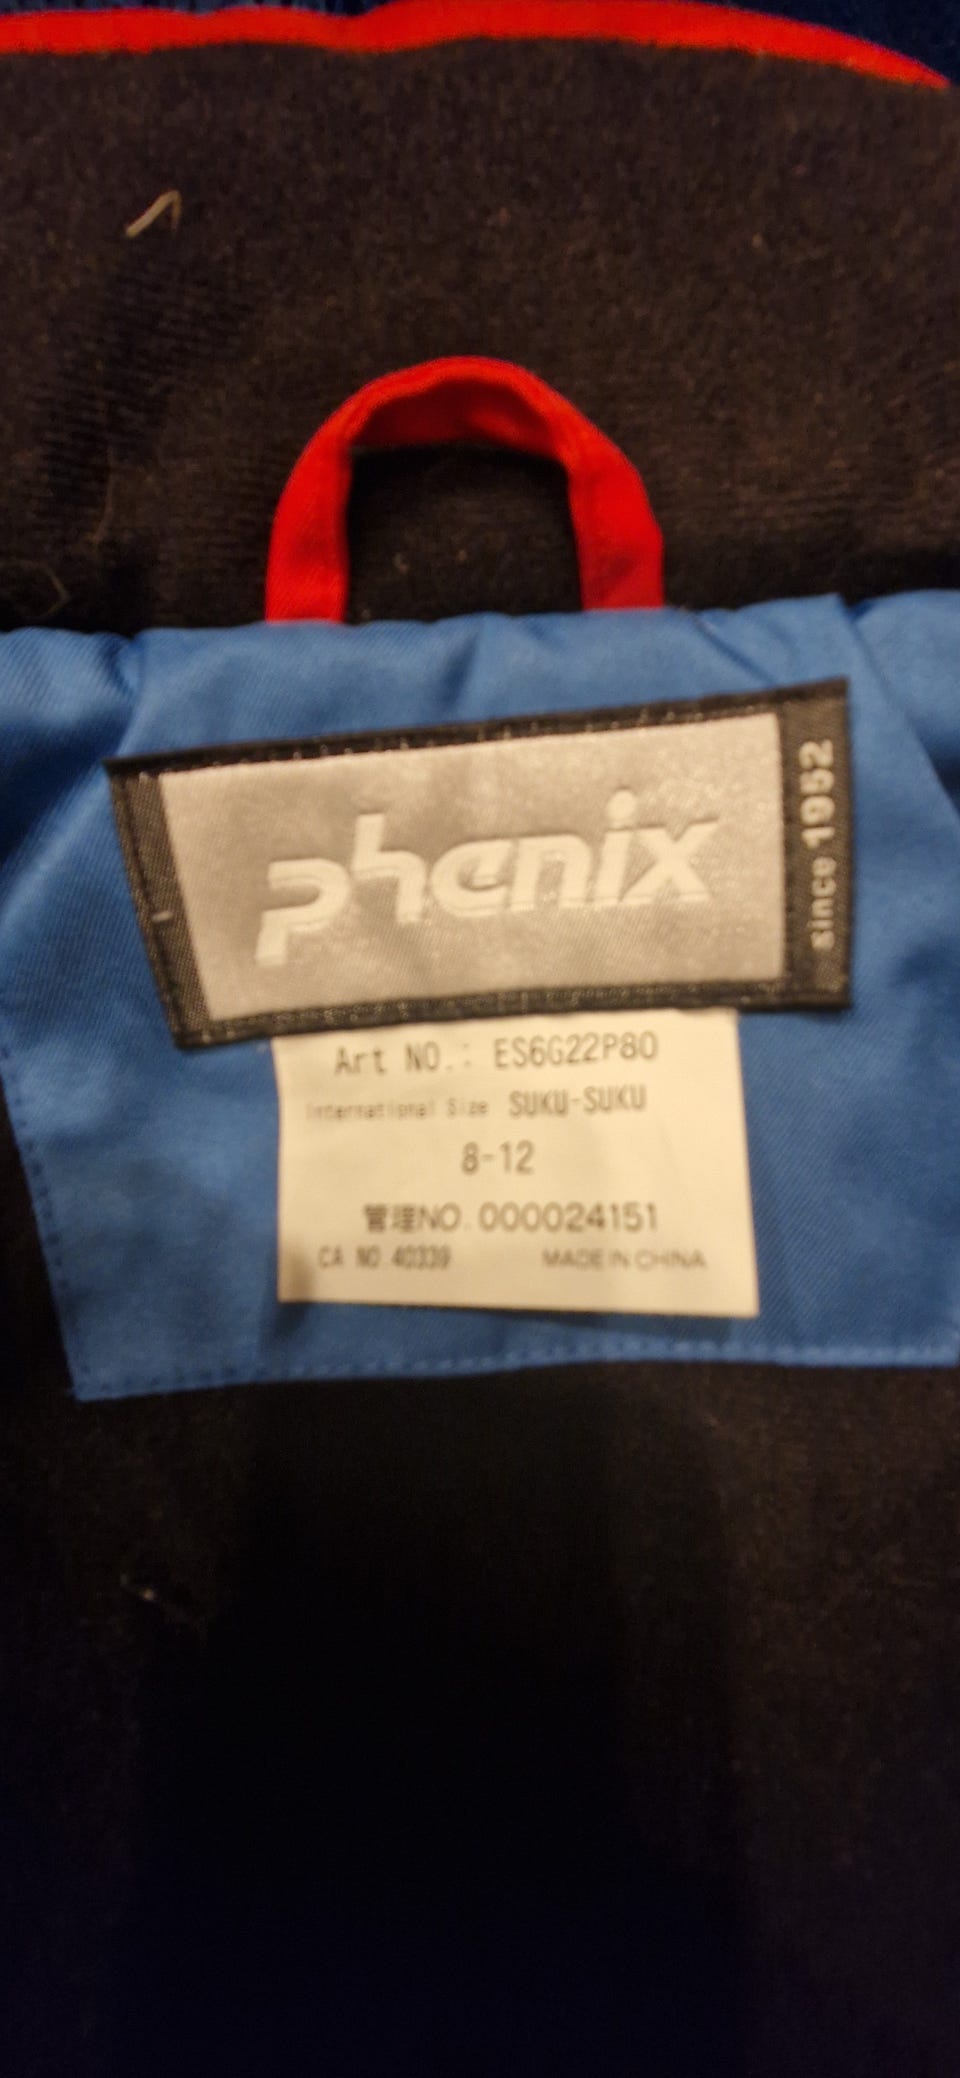 phenix
since 1952
Art NO.: ES6G22P80
International Size SUKU-SUKU
8-12
管理NO. 000024151
CA NO 40339 MADE IN CHINA